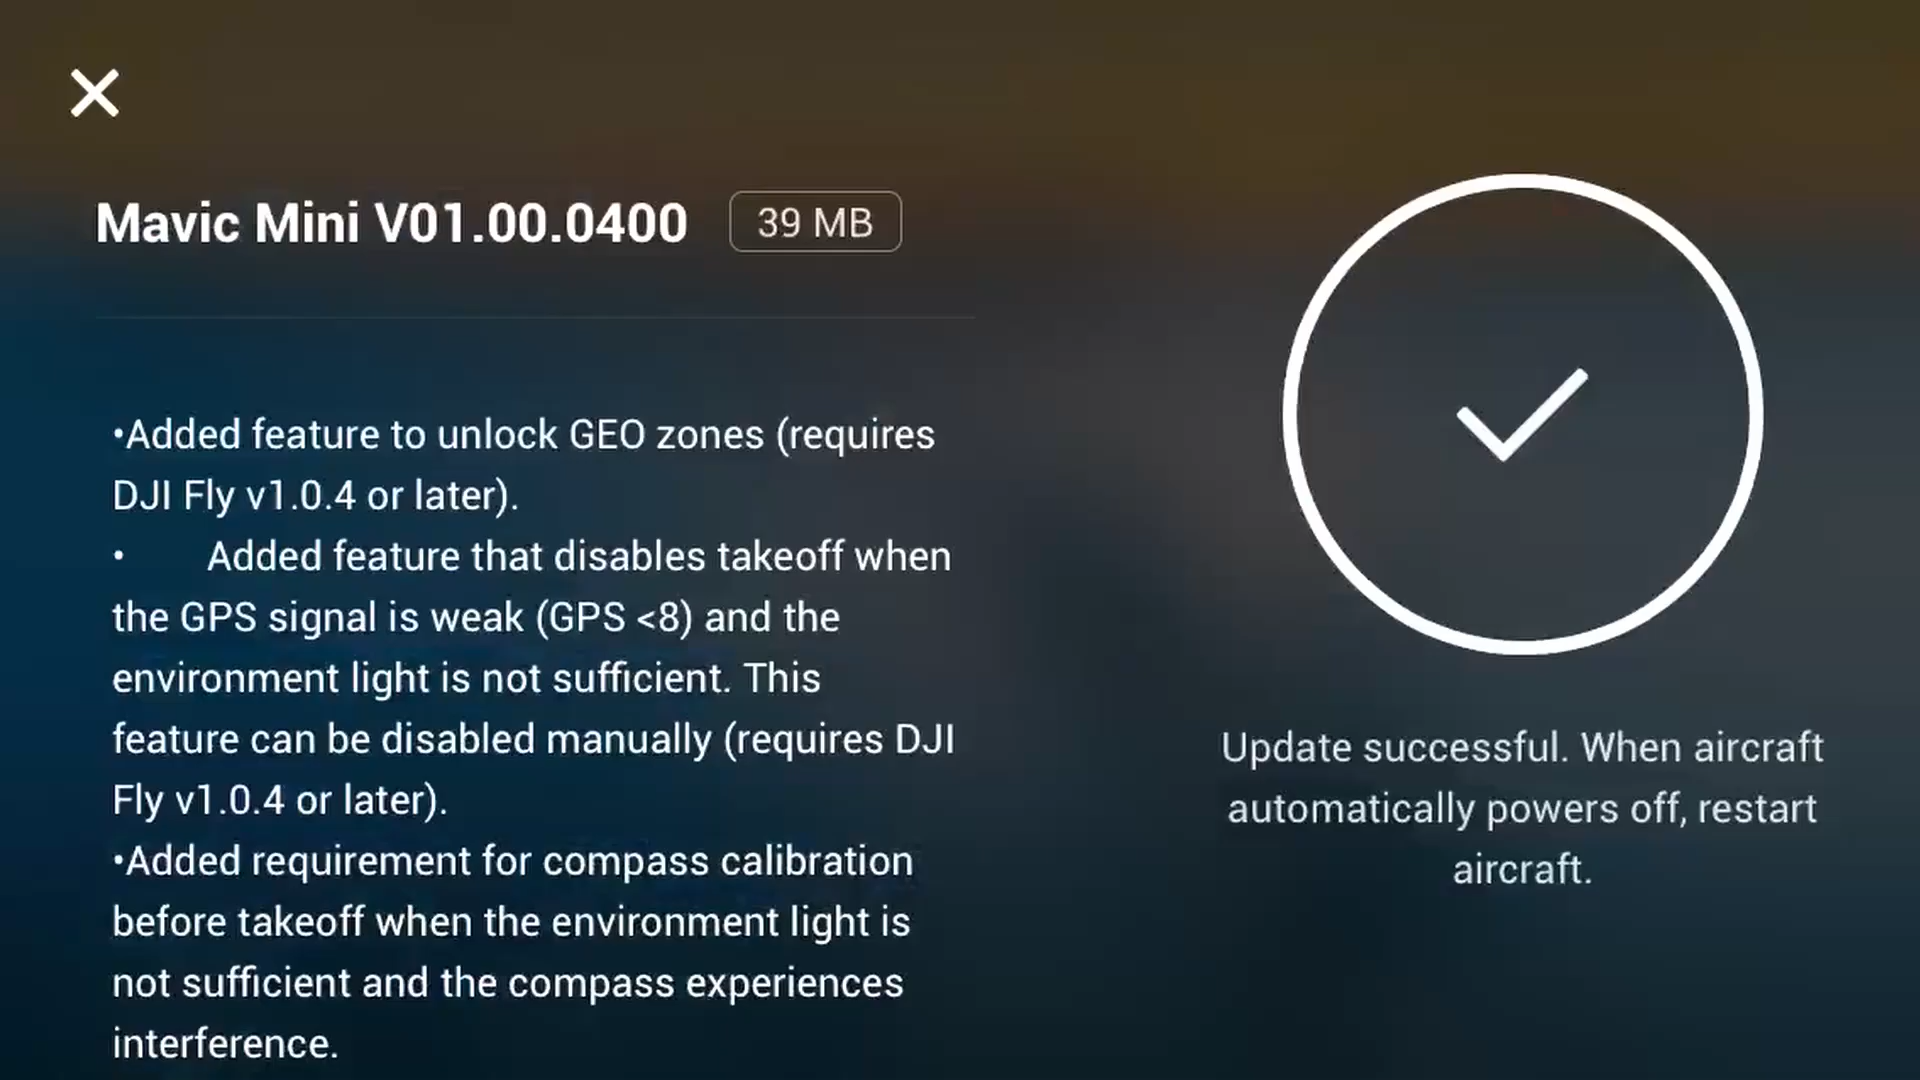 Mavic Mini V01.00.0400 39 MB
•Added feature to unlock GEO zones (requires
DJI Fly v1.0.4 or later).
• Added feature that disables takeoff when
the GPS signal is weak (GPS <8) and the
environment light is not sufficient. This
feature can be disabled manually (requires DJI
Fly v1.0.4 or later).
•Added requirement for compass calibration
before takeoff when the environment light is
not sufficient and the compass experiences
interference.
Update successful. When aircraft
automatically powers off, restart
aircraft.